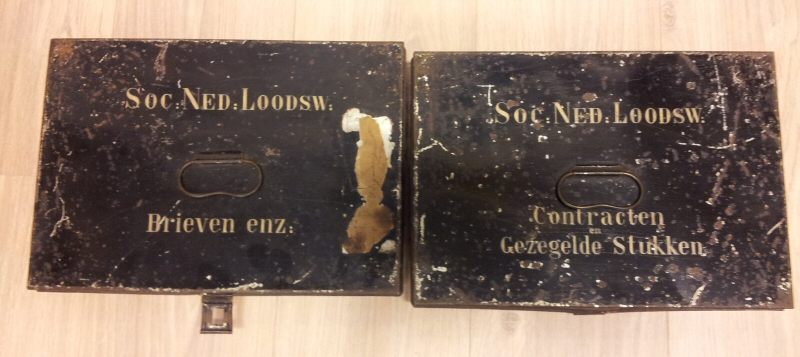 Soc: Ned: Loodsw:
Brieven enz:
Soc: Ned: Loodsw:
Contracten
en
Gezegelde Stukken